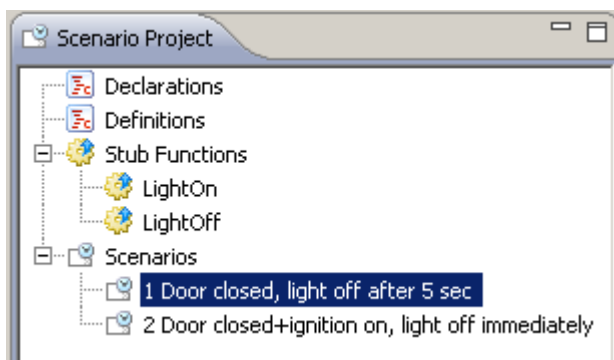 Scenario Project
Declarations
Definitions
Stub Functions
LightOn
LightOff
Scenarios
1 Door closed, light off after 5 sec
2 Door closed+ignition on, light off immediately